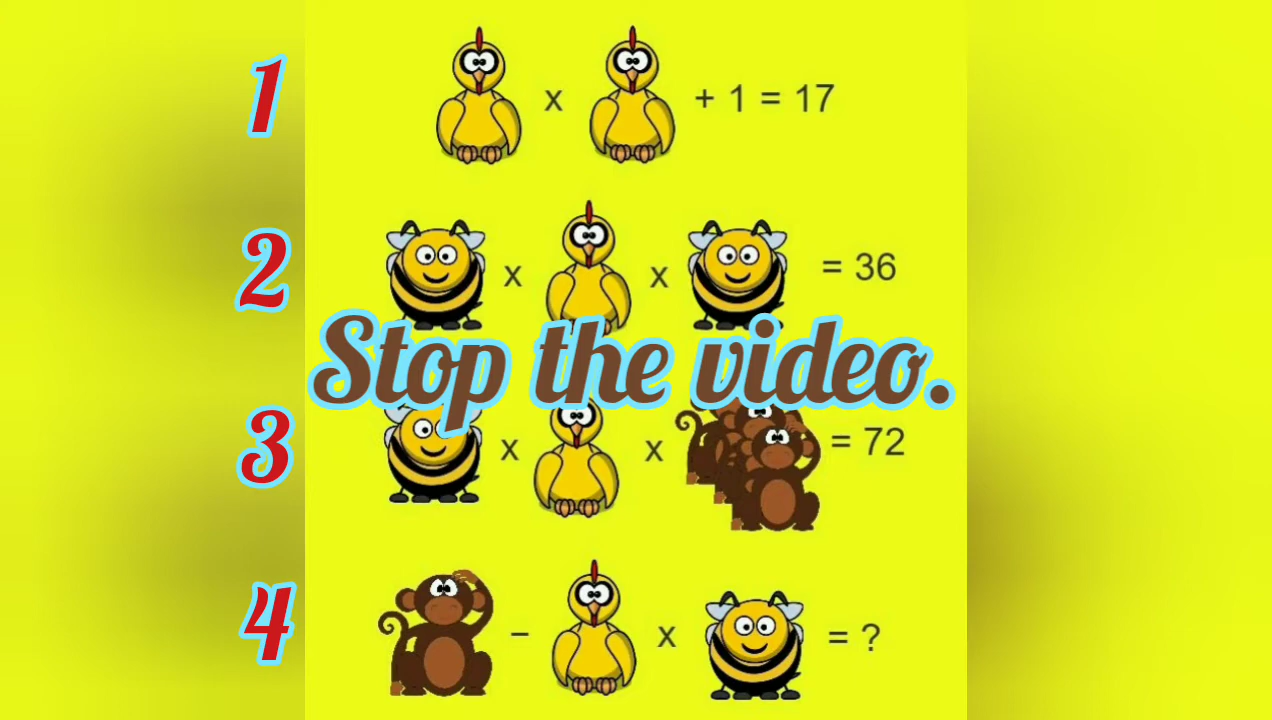 1 x + 1 = 17
2 x x = 36
Stop the video.
3 x x = 72
4 - x = ?